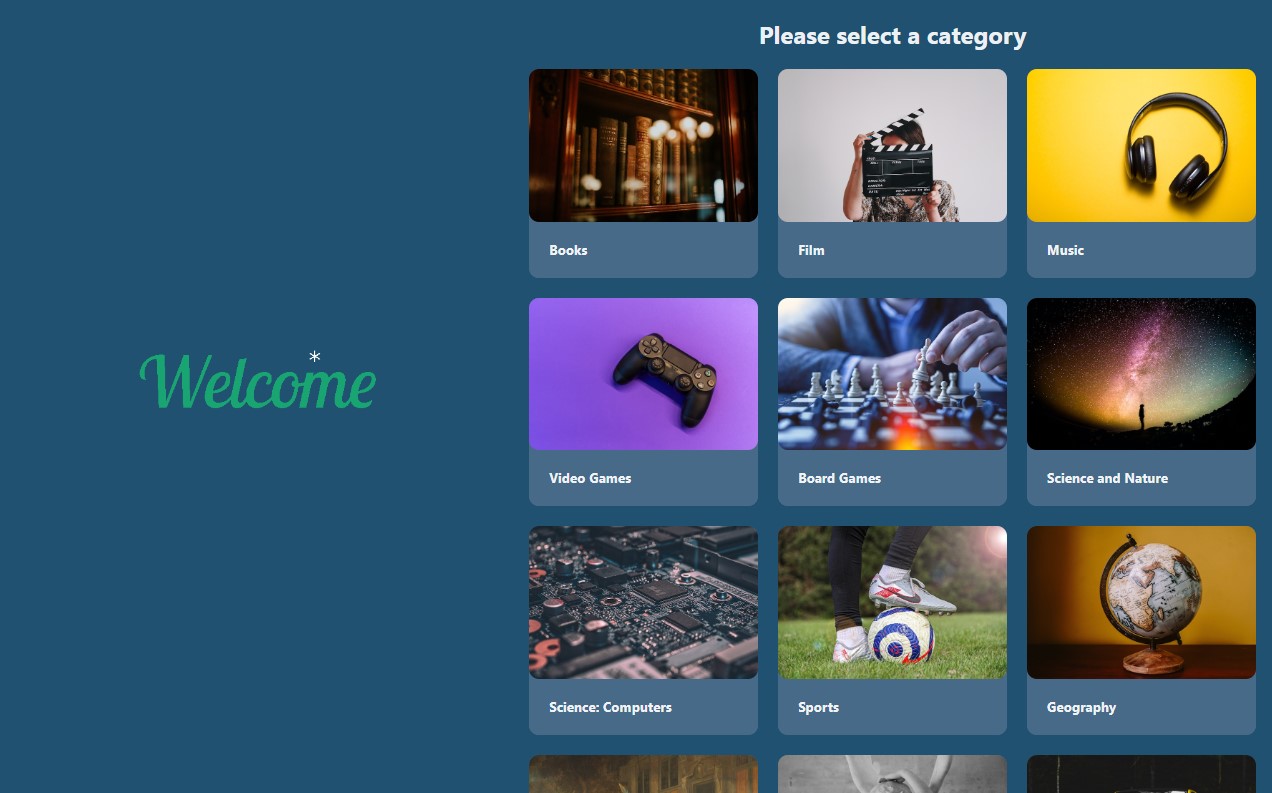 Please select a category
Welcome
*
Books
Film
Music
Video Games
Board Games
Science and Nature
Science: Computers
Sports
Geography